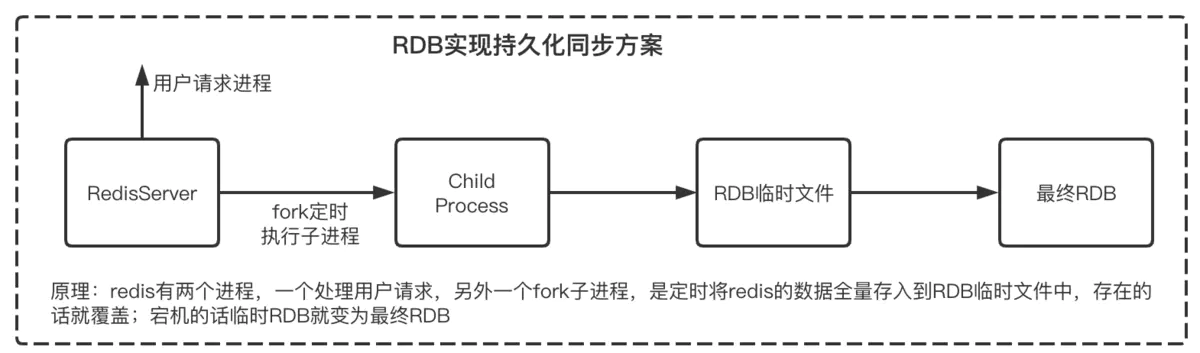 RDB实现持久化同步方案
用户请求进程
RedisServer
fork定时
执行子进程
Child
Process
RDB临时文件
最终RDB
原理：redis有两个进程，一个处理用户请求，另外一个fork子进程，是定时将redis的数据全量存入到RDB临时文件中，存在的
话就覆盖；宕机的话临时RDB就变为最终RDB